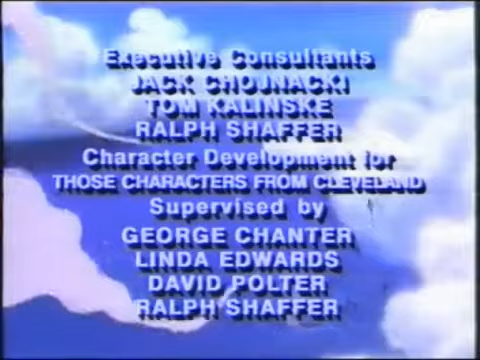 Executive Consultants
JACK CHOJNACKI
TOM KALINSKE
RALPH SHAFFER
Character Development for
THOSE CHARACTERS FROM CLEVELAND
Supervised by
GEORGE CHANTER
LINDA EDWARDS
DAVID POLTER
RALPH SHAFFER